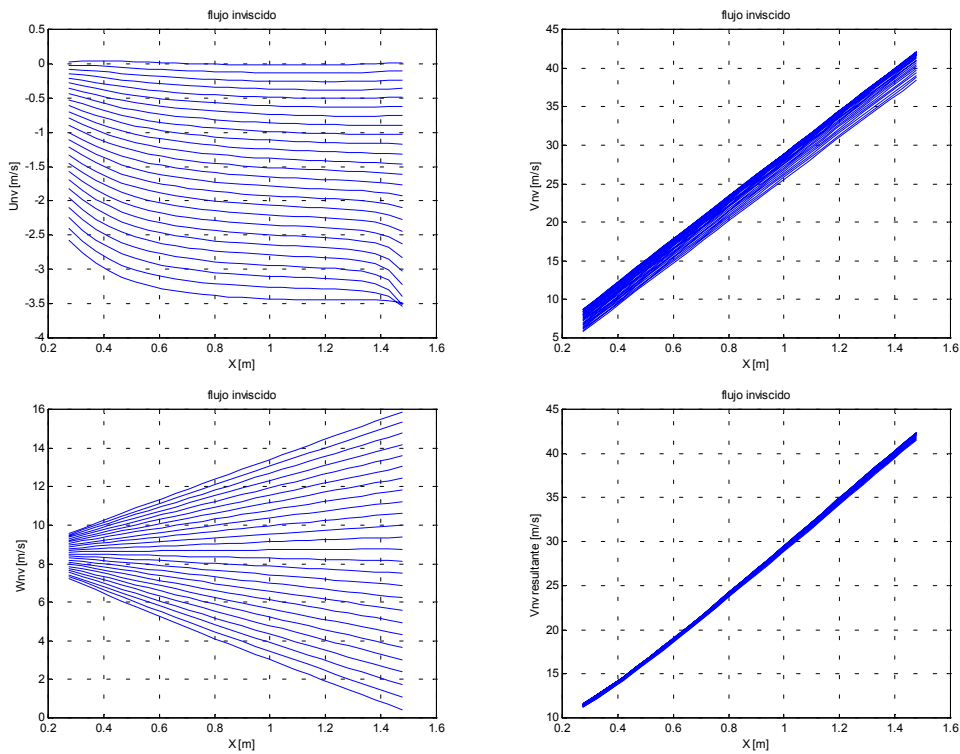 flujo inviscido
0.5
0
-0.5
-1
-1.5
-2
-2.5
-3
-3.5
-4
Unv [m/s]
0.2 0.4 0.6 0.8 1 1.2 1.4 1.6
X [m]
flujo inviscido
45
40
35
30
25
20
15
10
5
Vnv [m/s]
0.2 0.4 0.6 0.8 1 1.2 1.4 1.6
X [m]
flujo inviscido
16
14
12
10
8
6
4
2
0
Wnv [m/s]
0.2 0.4 0.6 0.8 1 1.2 1.4 1.6
X [m]
flujo inviscido
45
40
35
30
25
20
15
10
Vnv resultante [m/s]
0.2 0.4 0.6 0.8 1 1.2 1.4 1.6
X [m]